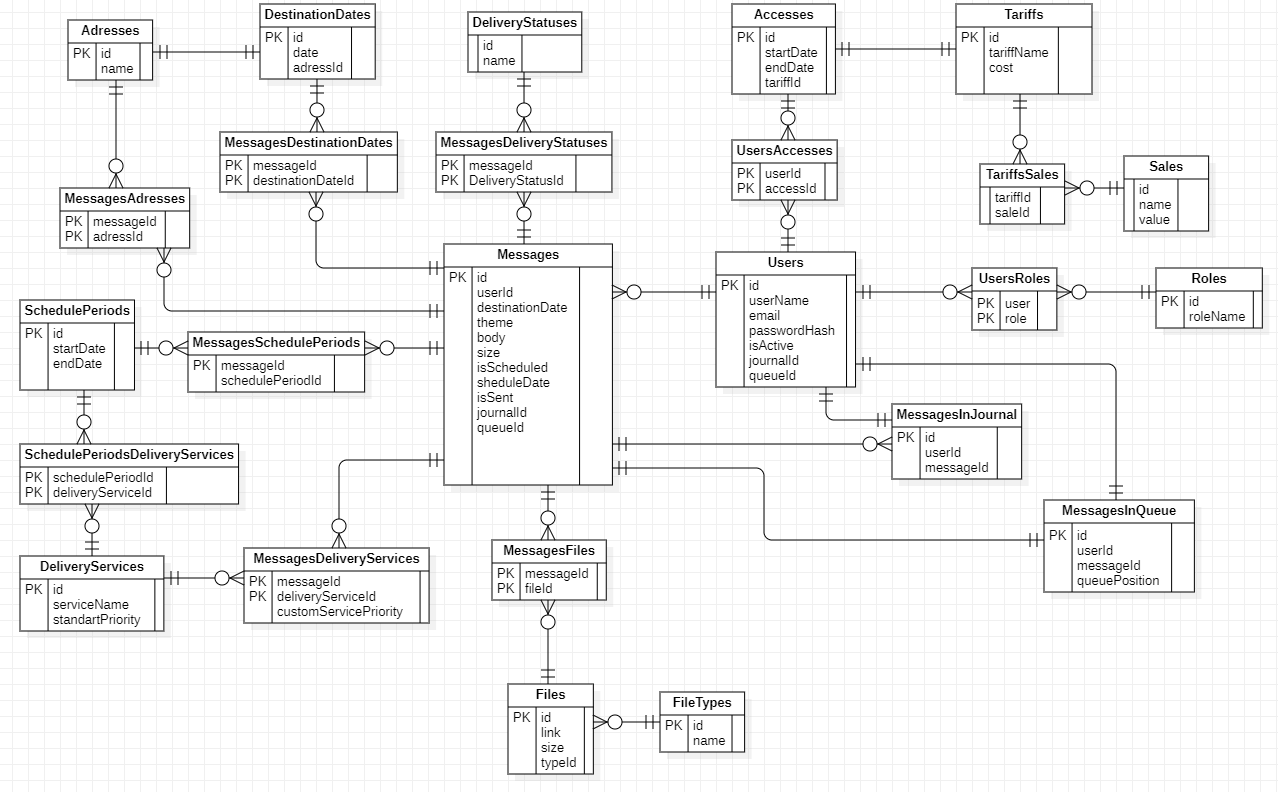 Adresses
PK id
name
DestinationDates
PK id
date
adressId
DeliveryStatuses
id
name
Accesses
PK id
startDate
endDate
tariffId
Tariffs
PK id
tariffName
cost
MessagesDestinationDates
PK messageId
PK destinationDateId
MessagesDeliveryStatuses
PK messageId
PK DeliveryStatusId
UsersAccesses
PK userId
PK accessId
TariffsSales
tariffId
saleId
Sales
id
name
value
MessagesAdresses
PK messageId
PK adressId
Messages
PK id
userId
destinationDate
theme
body
size
isScheduled
sheduleDate
isSent
journalId
queueId
Users
PK id
userName
email
passwordHash
isActive
journalId
queueId
UsersRoles
PK user
PK role
Roles
PK id
roleName
SchedulePeriods
PK id
startDate
endDate
MessagesSchedulePeriods
PK messageId
schedulePeriodId
MessagesInJournal
PK id
userId
messageId
SchedulePeriodsDeliveryServices
PK schedulePeriodId
PK deliveryServiceId
MessagesInQueue
PK id
userId
messageId
queuePosition
DeliveryServices
PK id
serviceName
standartPriority
MessagesDeliveryServices
PK messageId
PK deliveryServiceId
customServicePriority
MessagesFiles
PK messageId
PK fileId
Files
PK id
link
size
typeId
FileTypes
PK id
name